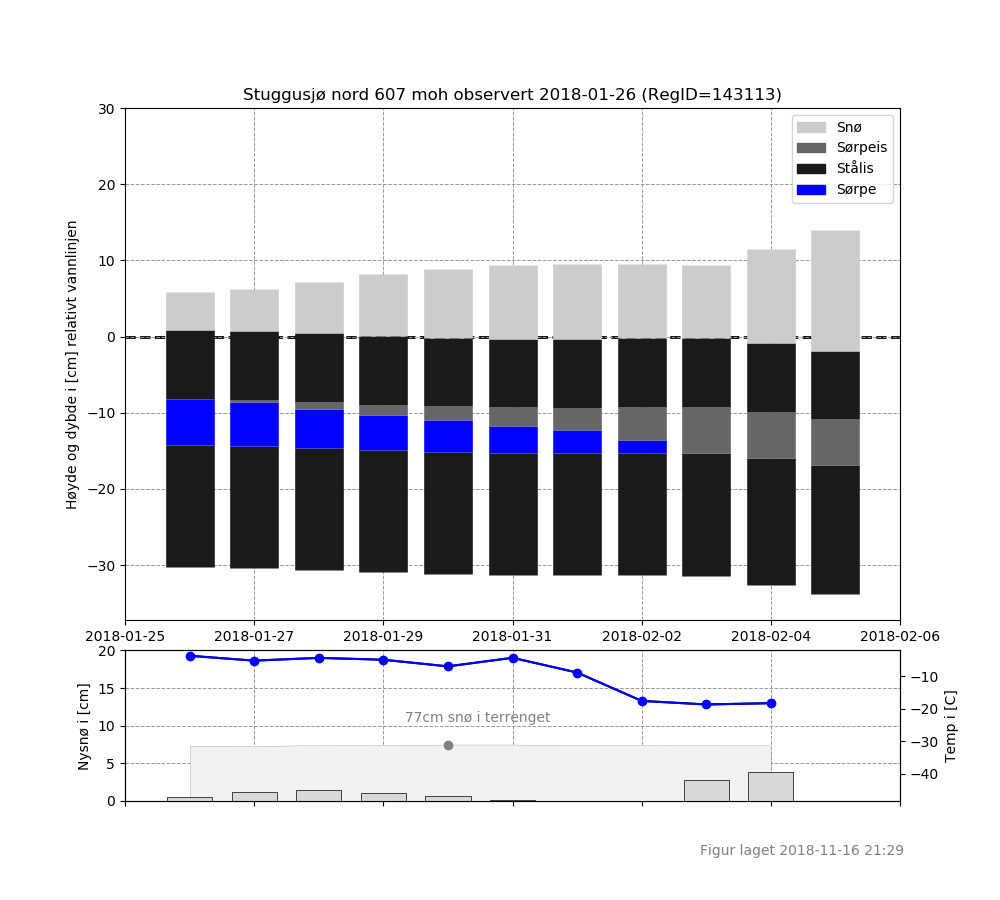 Stuggusjø nord 607 moh observert 2018-01-26 (RegID=143113)
30
20
10
0
−10
−20
−30
Høyde og dybde i [cm] relativt vannlinjen
Snø
Sørpeis
Stålis
Sørpe
2018-01-25 2018-01-27 2018-01-29 2018-01-31 2018-02-02 2018-02-04 2018-02-06
20
15
10
5
0
Nysnø i [cm]
77cm snø i terrenget
−10
−20
−30
−40
Temp i [C]
Figur laget 2018-11-16 21:29